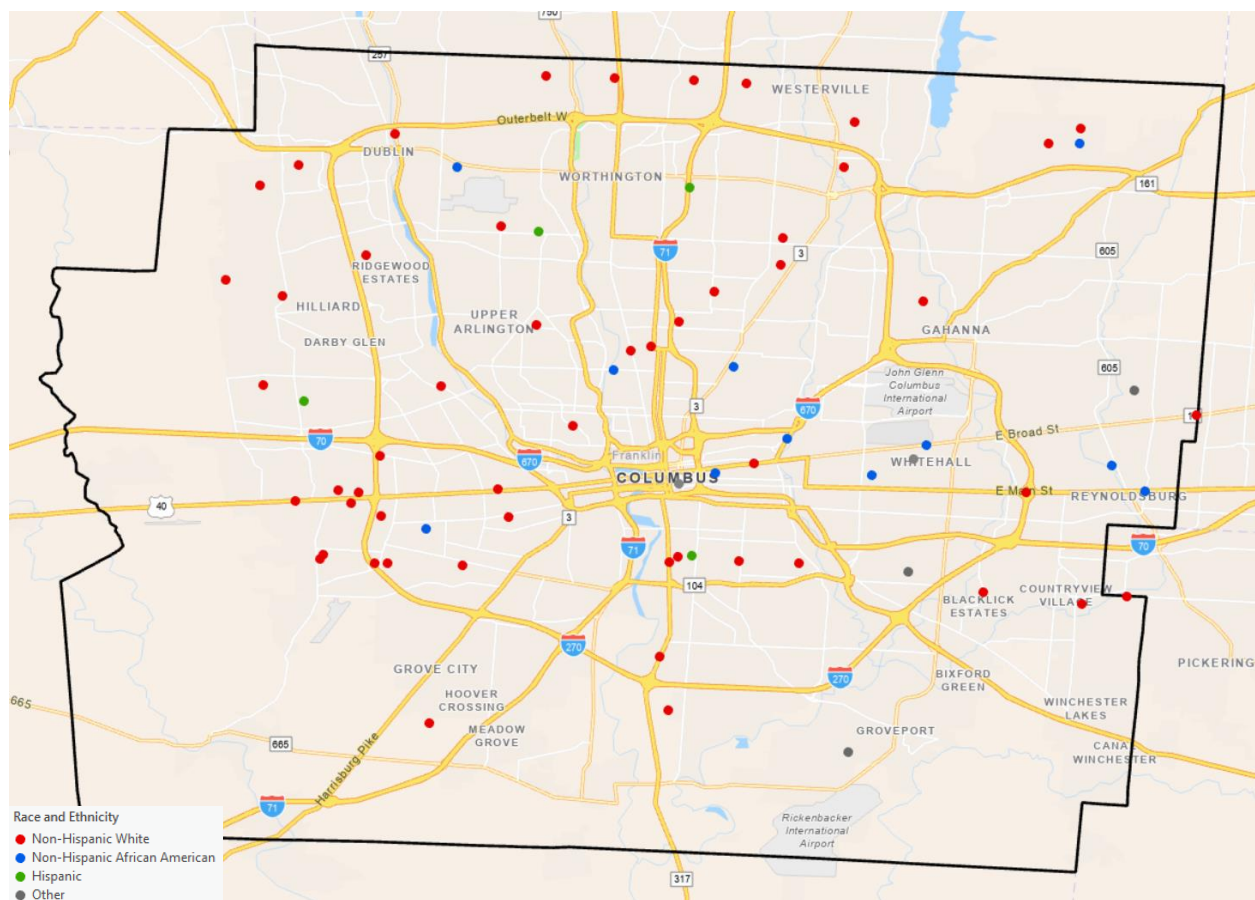 750
257
WESTERVILLE
Outerbelt W
DUBLIN
WORTHINGTON
161
71
3
605
RIDGEWOOD
ESTATES
HILLIARD
UPPER
ARLINGTON
GAHANNA
DARBY GLEN
605
John Glenn
Columbus
International
Airport
3
670
E Broad St
70
Franklin
670
WHITEHALL
COLUMBUS
E Main St
REYNOLDSBURG
40
3
71
70
104
BLACKLICK
ESTATES
COUNTRYVIEW
VILLAGE
270
GROVE CITY
PICKERING
270
BIXFORD
GREEN
HOOVER
CROSSING
665
WINCHESTER
LAKES
MEADOW
GROVE
GROVEPORT
665
CANAL
WINCHESTER
Harrisburg Pike
71
Rickenbacker
International
Airport
317
Race and Ethnicity
Non-Hispanic White
Non-Hispanic African American
Hispanic
Other